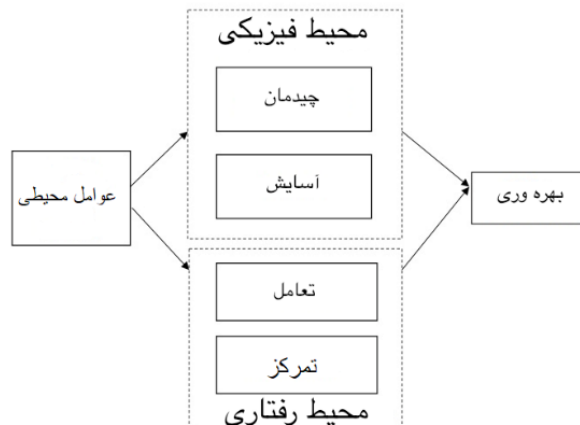 محیط فیزیکی
چیدمان
آسایش
عوامل محیطی
بهره وری
تعامل
تمرکز
محیط رفتاری